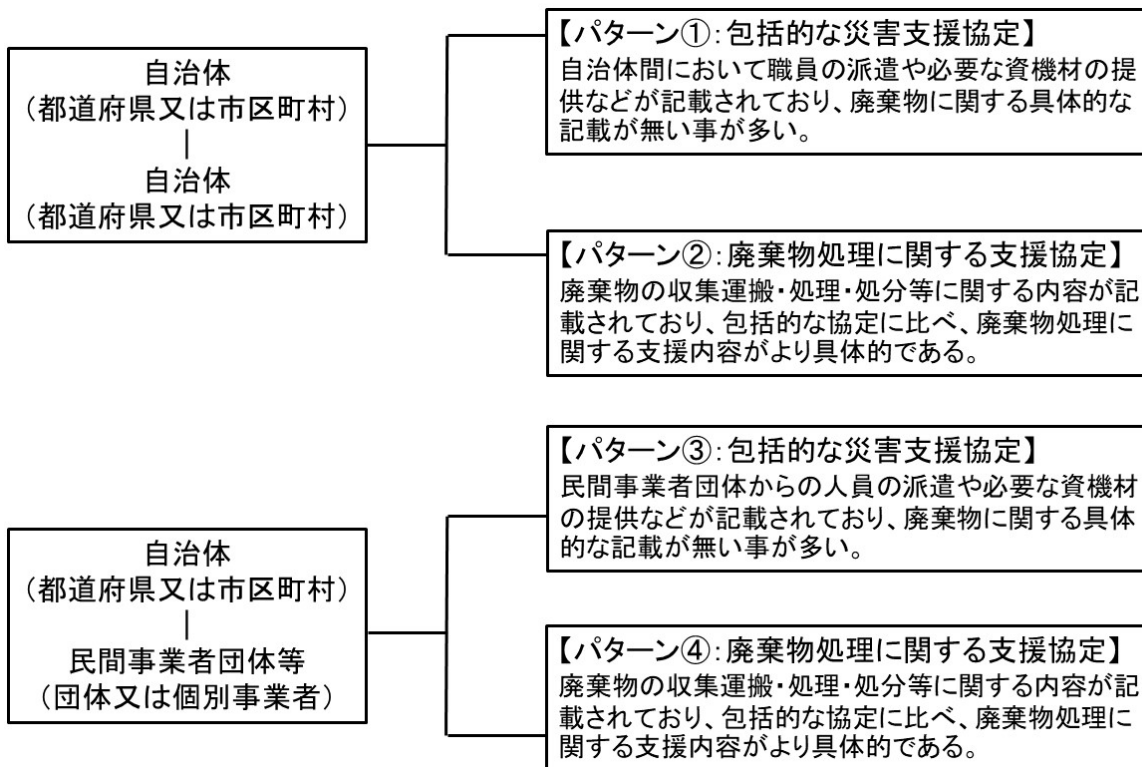 自治体
(都道府県又は市区町村)
|
自治体
(都道府県又は市区町村)
【パターン①:包括的な災害支援協定】
自治体間において職員の派遣や必要な資機材の提
供などが記載されており、廃棄物に関する具体的な
記載が無い事が多い。
【パターン②:廃棄物処理に関する支援協定】
廃棄物の収集運搬・処理・処分等に関する内容が記
載されており、包括的な協定に比べ、廃棄物処理に
関する支援内容がより具体的である。
自治体
(都道府県又は市区町村)
|
民間事業者団体等
(団体又は個別事業者)
【パターン③:包括的な災害支援協定】
民間事業者団体からの人員の派遣や必要な資機材
の提供などが記載されており、廃棄物に関する具体
的な記載が無い事が多い。
【パターン④:廃棄物処理に関する支援協定】
廃棄物の収集運搬・処理・処分等に関する内容が記
載されており、包括的な協定に比べ、廃棄物処理に
関する支援内容がより具体的である。